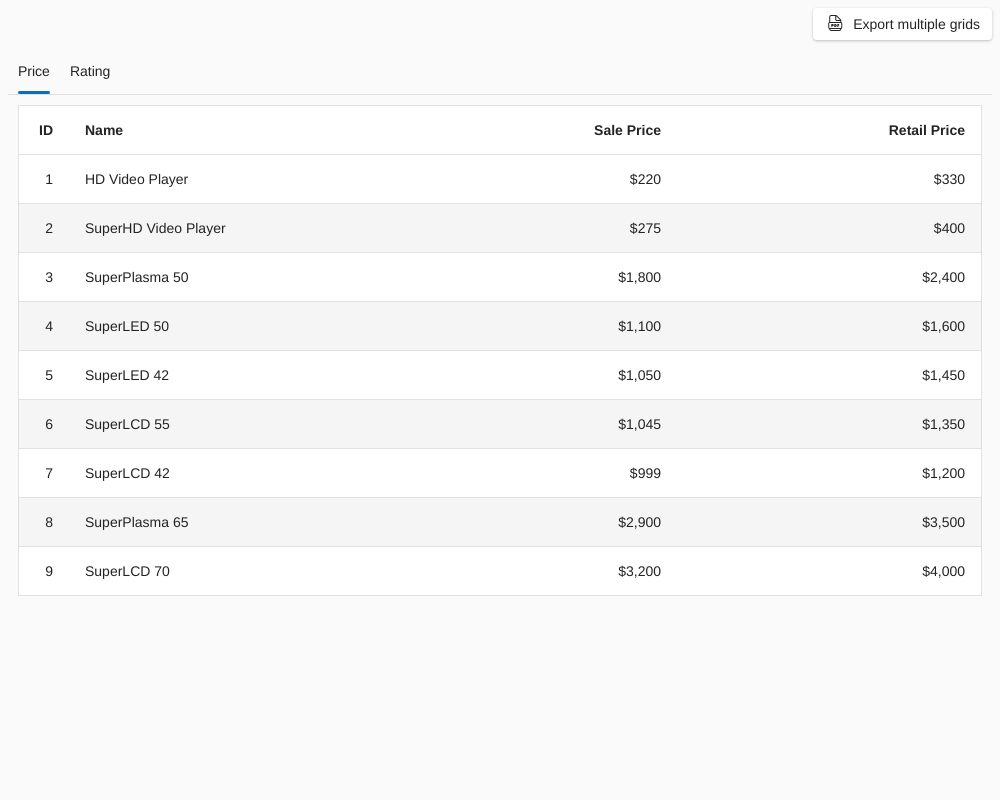 Export multiple grids
Price Rating
ID Name Sale Price Retail Price
1 HD Video Player $220 $330
2 SuperHD Video Player $275 $400
3 SuperPlasma 50 $1,800 $2,400
4 SuperLED 50 $1,100 $1,600
5 SuperLED 42 $1,050 $1,450
6 SuperLCD 55 $1,045 $1,350
7 SuperLCD 42 $999 $1,200
8 SuperPlasma 65 $2,900 $3,500
9 SuperLCD 70 $3,200 $4,000